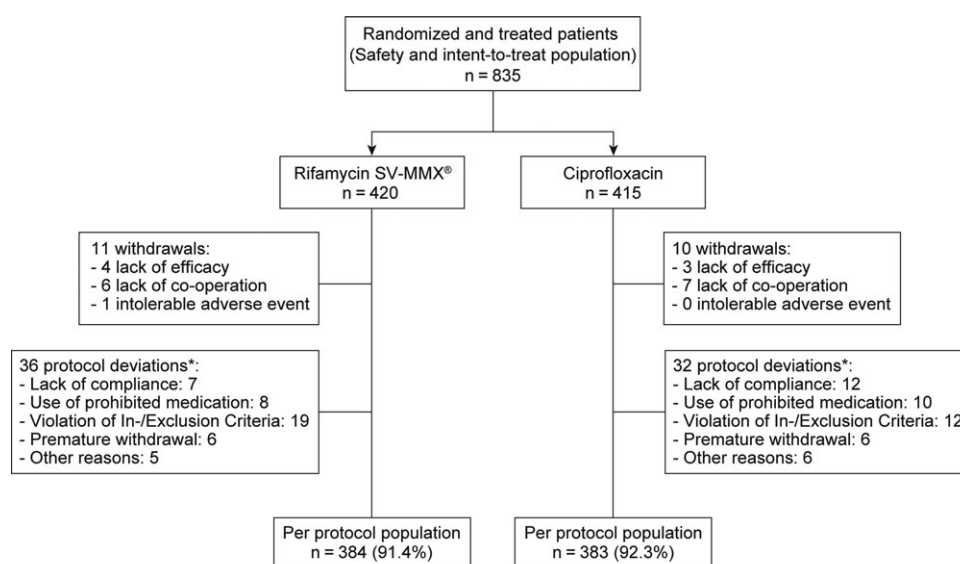 Randomized and treated patients
(Safety and intent-to-treat population)
n = 835
Rifamycin SV-MMX®
n = 420
Ciprofloxacin
n = 415
11 withdrawals:
- 4 lack of efficacy
- 6 lack of co-operation
- 1 intolerable adverse event
10 withdrawals:
- 3 lack of efficacy
- 7 lack of co-operation
- 0 intolerable adverse event
36 protocol deviations*:
- Lack of compliance: 7
- Use of prohibited medication: 8
- Violation of In-/Exclusion Criteria: 19
- Premature withdrawal: 6
- Other reasons: 5
32 protocol deviations*:
- Lack of compliance: 12
- Use of prohibited medication: 10
- Violation of In-/Exclusion Criteria: 12
- Premature withdrawal: 6
- Other reasons: 6
Per protocol population
n = 384 (91.4%)
Per protocol population
n = 383 (92.3%)